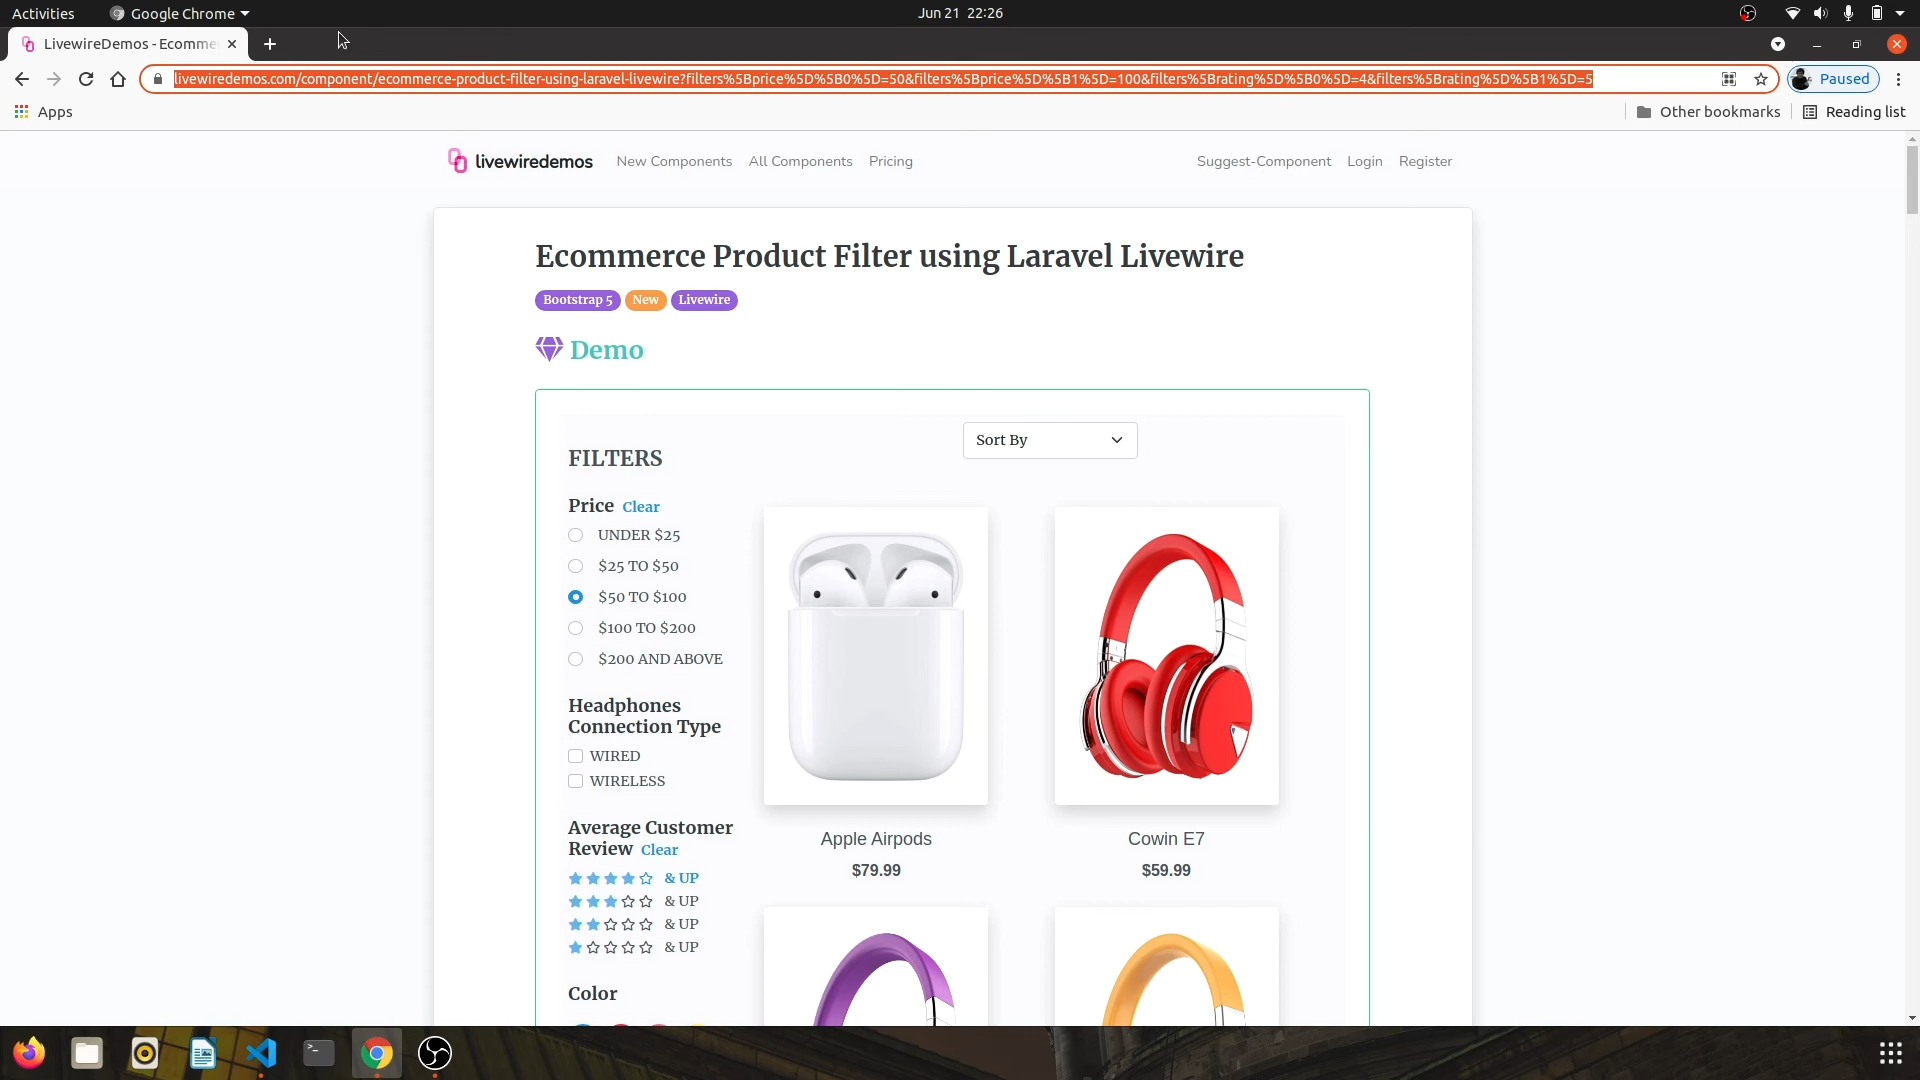 Activities
Google Chrome
Jun 21 22:26
LivewireDemos - Ecomme
livewiredemos.com/component/ecommerce-product-filter-using-laravel-livewire?filters%5Bprice%5D%5B0%5D=50&filters%5Bprice%5D%5B1%5D=100&filters%5Brating%5D%5B0%5D=4&filters%5Brating%5D%5B1%5D=5
Paused
Apps
Other bookmarks
Reading list
livewiredemos
New Components
All Components
Pricing
Suggest-Component
Login
Register
Ecommerce Product Filter using Laravel Livewire
Bootstrap 5
New
Livewire
Demo
Sort By
FILTERS
Price Clear
UNDER $25
$25 TO $50
$50 TO $100
$100 TO $200
$200 AND ABOVE
Headphones
Connection Type
WIRED
WIRELESS
Average Customer
Review Clear
& UP
& UP
& UP
& UP
Color
Apple Airpods
$79.99
Cowin E7
$59.99